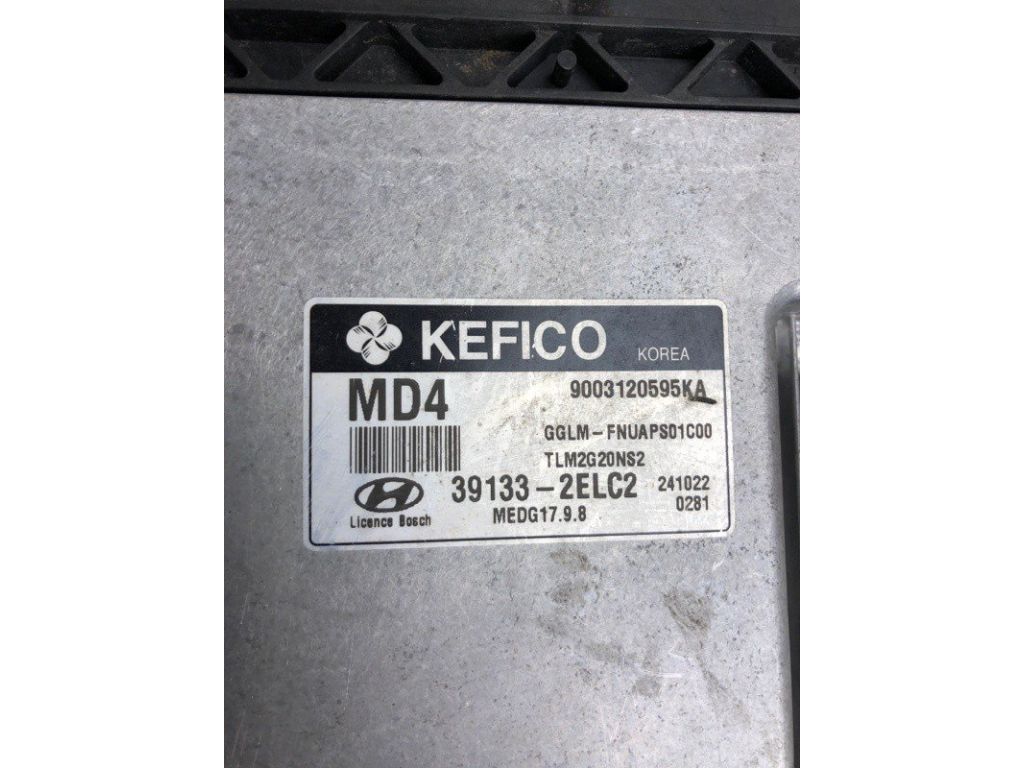 KEFICO KOREA
MD4 9003120595KA
GGLM-FNUAPS01C00
TLM2G20NS2
39133-2ELC2 241022
Licence Bosch MEDG17.9.8 0281